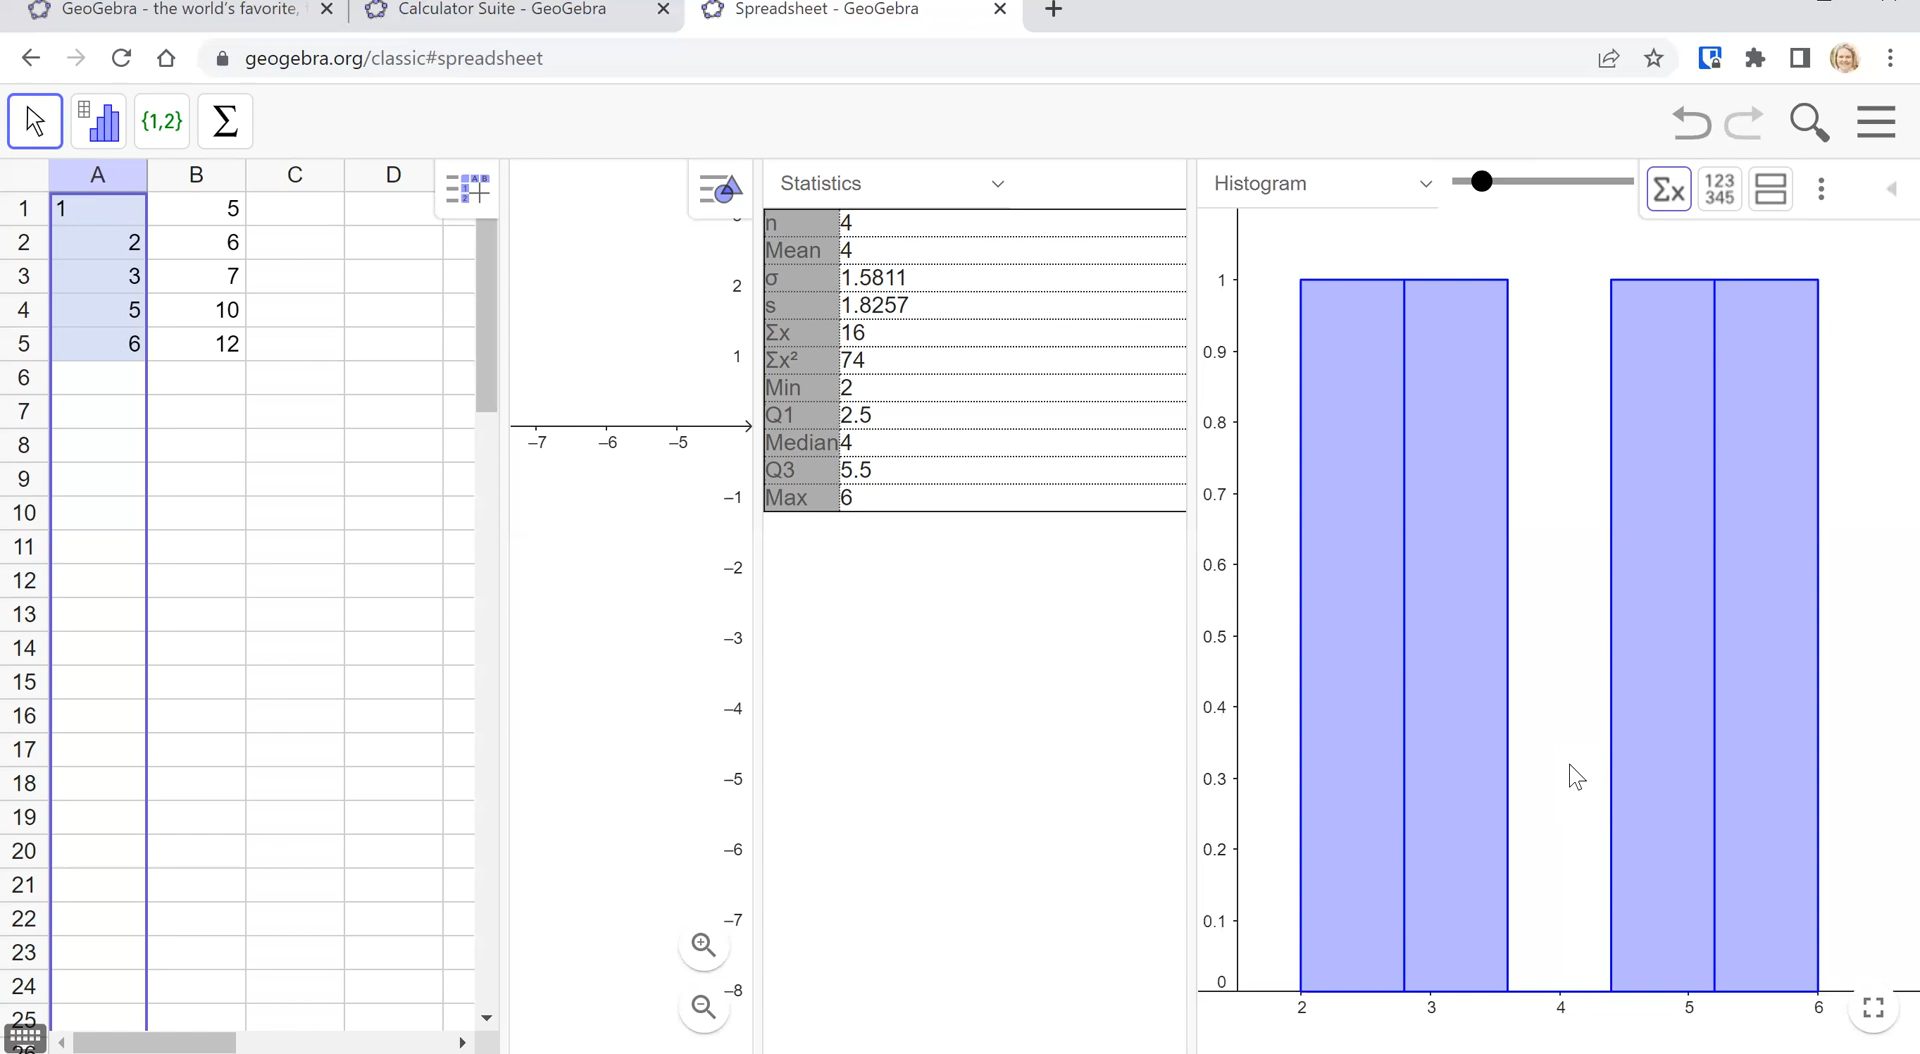 GeoGebra - the world's favorite,
Calculator Suite - GeoGebra
Spreadsheet - GeoGebra
geogebra.org/classic#spreadsheet
{1,2}
Σ
A B C D
1 1 5
2 2 6
3 3 7
4 5 10
5 6 12
6
7
8
9
10
11
12
13
14
15
16
17
18
19
20
21
22
23
24
25
2
1
-7 -6 -5
-1
-2
-3
-4
-5
-6
-7
-8
Statistics
n 4
Mean 4
σ 1.5811
s 1.8257
Σx 16
Σx² 74
Min 2
Q1 2.5
Median 4
Q3 5.5
Max 6
Histogram
Σx
123
345
1
0.9
0.8
0.7
0.6
0.5
0.4
0.3
0.2
0.1
0
2 3 4 5 6